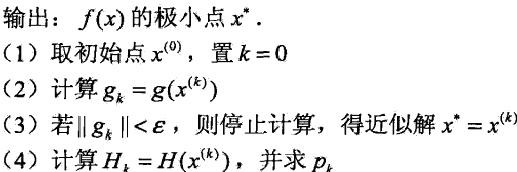 输出：f(x)的极小点x*.
（1）取初始点x⁽⁰⁾，置k=0
（2）计算gₖ=g(x⁽ᵏ⁾)
（3）若||gₖ||<ε，则停止计算，得近似解x*=x⁽ᵏ⁾
（4）计算Hₖ=H(x⁽ᵏ⁾)，并求pₖ